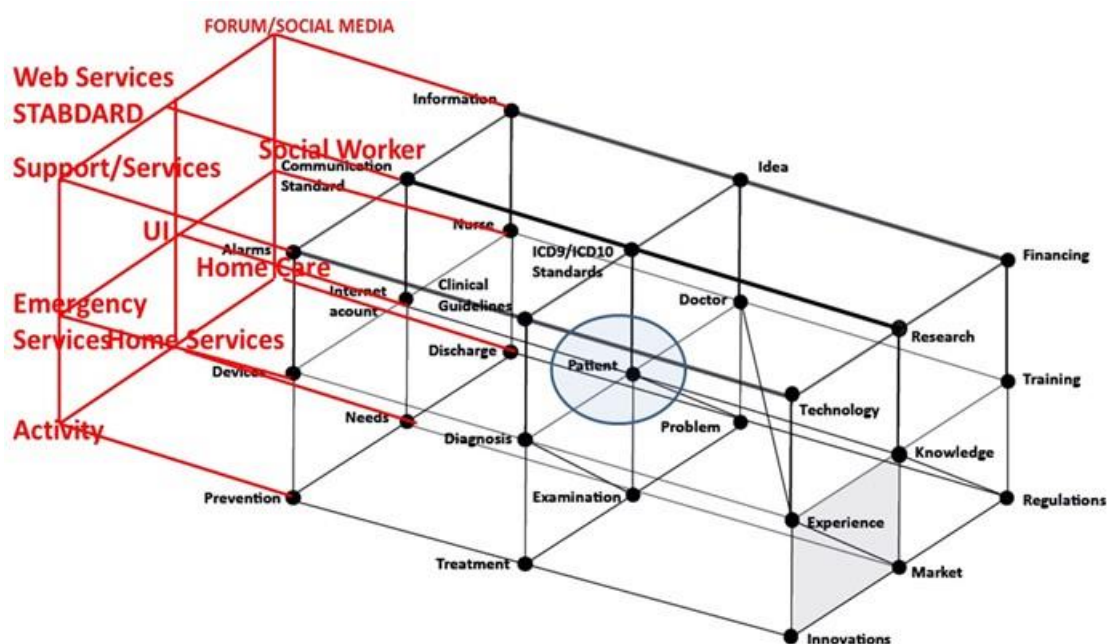 FORUM/SOCIAL MEDIA
Web Services
STABDARD
Information
Support/Services
Social Worker
Communication
Standard
Idea
UI
Alarms
Nurse
ICD9/ICD10
Standards
Financing
Home Care
Internet
acount
Clinical
Guidelines
Doctor
Emergency
Services
Home Services
Discharge
Patient
Research
Devices
Technology
Training
Activity
Needs
Diagnosis
Problem
Knowledge
Prevention
Examination
Experience
Regulations
Treatment
Market
Innovations